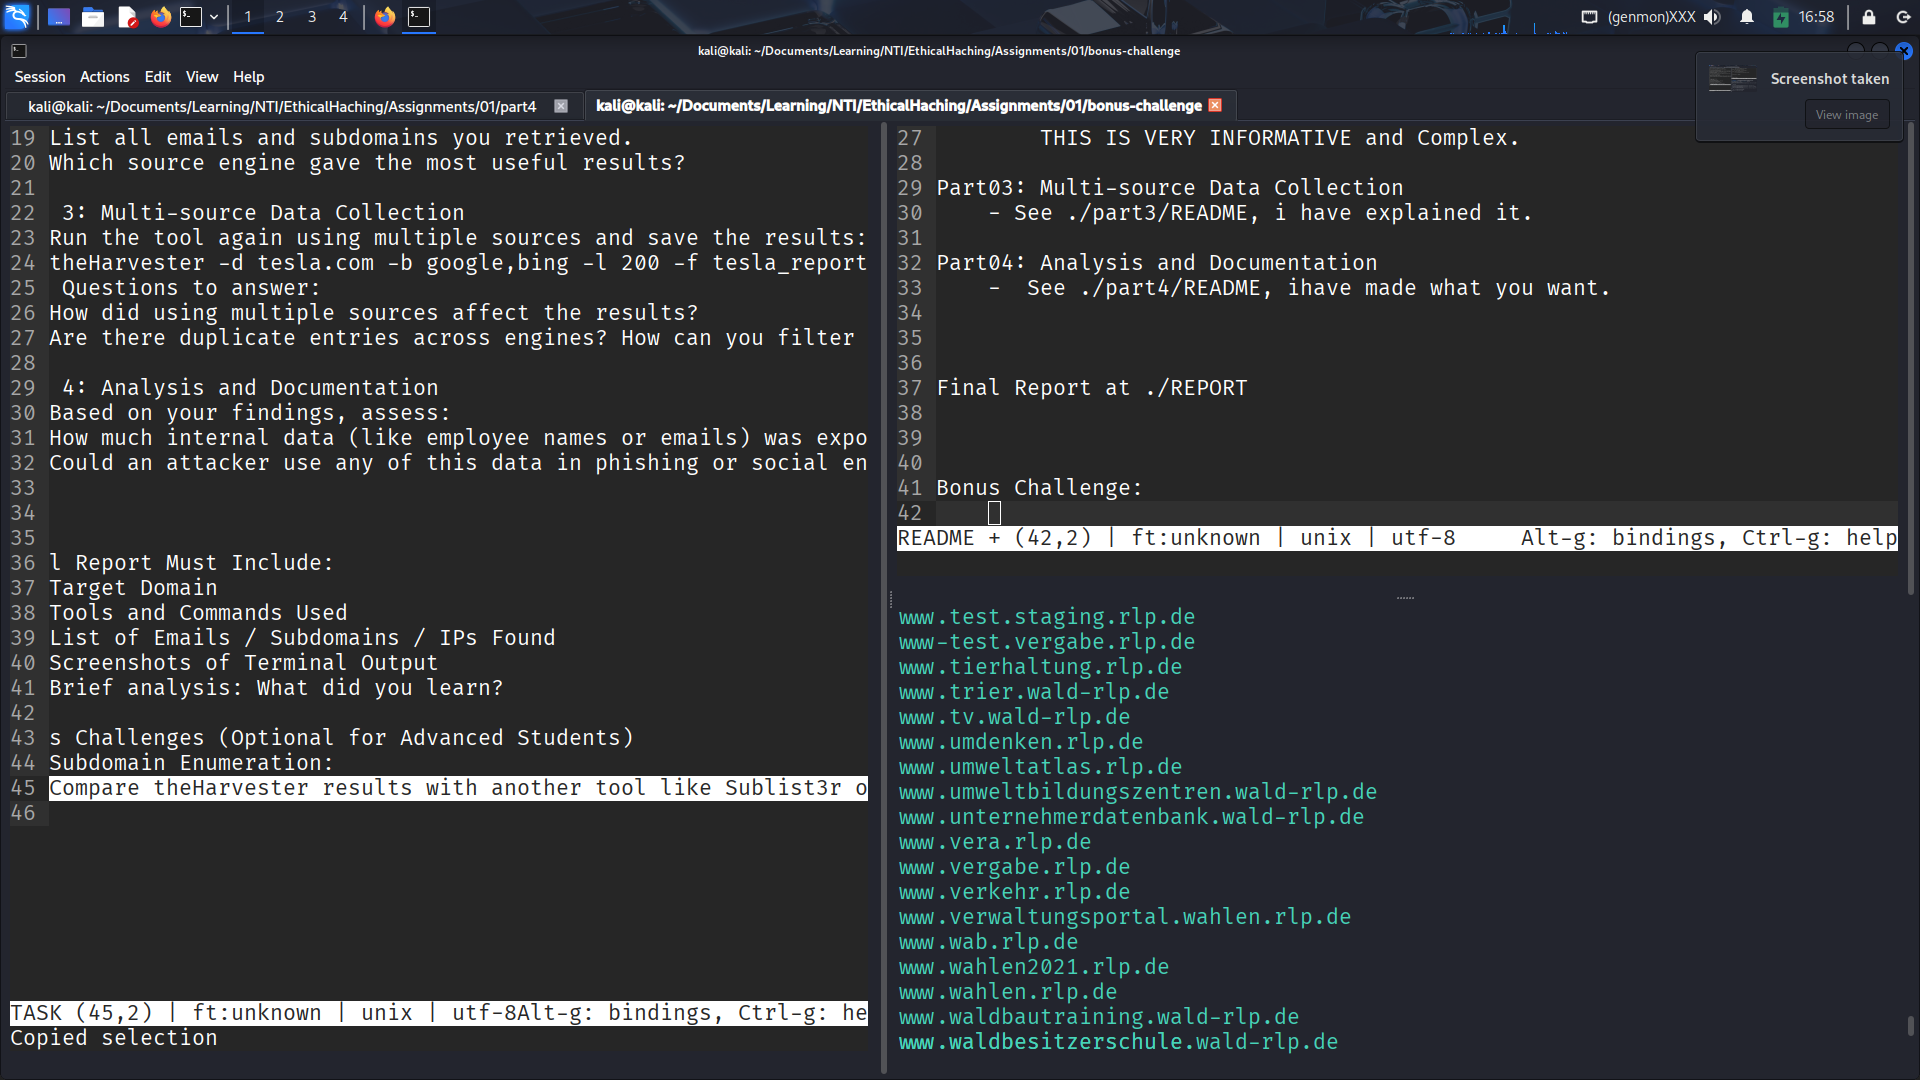 1
2
3
4
(genmon)XXX
16:58
kali@kali: ~/Documents/Learning/NTI/EthicalHaching/Assignments/01/bonus-challenge
Session Actions Edit View Help
Screenshot taken
View image
kali@kali: ~/Documents/Learning/NTI/EthicalHaching/Assignments/01/part4
kali@kali: ~/Documents/Learning/NTI/EthicalHaching/Assignments/01/bonus-challenge
19 List all emails and subdomains you retrieved.
20 Which source engine gave the most useful results?
21
22  3: Multi-source Data Collection
23 Run the tool again using multiple sources and save the results:
24 theHarvester -d tesla.com -b google,bing -l 200 -f tesla_report
25  Questions to answer:
26 How did using multiple sources affect the results?
27 Are there duplicate entries across engines? How can you filter
28
29  4: Analysis and Documentation
30 Based on your findings, assess:
31 How much internal data (like employee names or emails) was expo
32 Could an attacker use any of this data in phishing or social en
33
34
35
36 l Report Must Include:
37 Target Domain
38 Tools and Commands Used
39 List of Emails / Subdomains / IPs Found
40 Screenshots of Terminal Output
41 Brief analysis: What did you learn?
42
43 s Challenges (Optional for Advanced Students)
44 Subdomain Enumeration:
45 Compare theHarvester results with another tool like Sublist3r o
46
TASK (45,2) | ft:unknown | unix | utf-8Alt-g: bindings, Ctrl-g: he
Copied selection
27         THIS IS VERY INFORMATIVE and Complex.
28
29 Part03: Multi-source Data Collection
30     - See ./part3/README, i have explained it.
31
32 Part04: Analysis and Documentation
33     -  See ./part4/README, ihave made what you want.
34
35
36
37 Final Report at ./REPORT
38
39
40
41 Bonus Challenge:
42
README + (42,2) | ft:unknown | unix | utf-8     Alt-g: bindings, Ctrl-g: help
www.test.staging.rlp.de
www-test.vergabe.rlp.de
www.tierhaltung.rlp.de
www.trier.wald-rlp.de
www.tv.wald-rlp.de
www.umdenken.rlp.de
www.umweltatlas.rlp.de
www.umweltbildungszentren.wald-rlp.de
www.unternehmerdatenbank.wald-rlp.de
www.vera.rlp.de
www.vergabe.rlp.de
www.verkehr.rlp.de
www.verwaltungsportal.wahlen.rlp.de
www.wab.rlp.de
www.wahlen2021.rlp.de
www.wahlen.rlp.de
www.waldbautraining.wald-rlp.de
www.waldbesitzerschule.wald-rlp.de